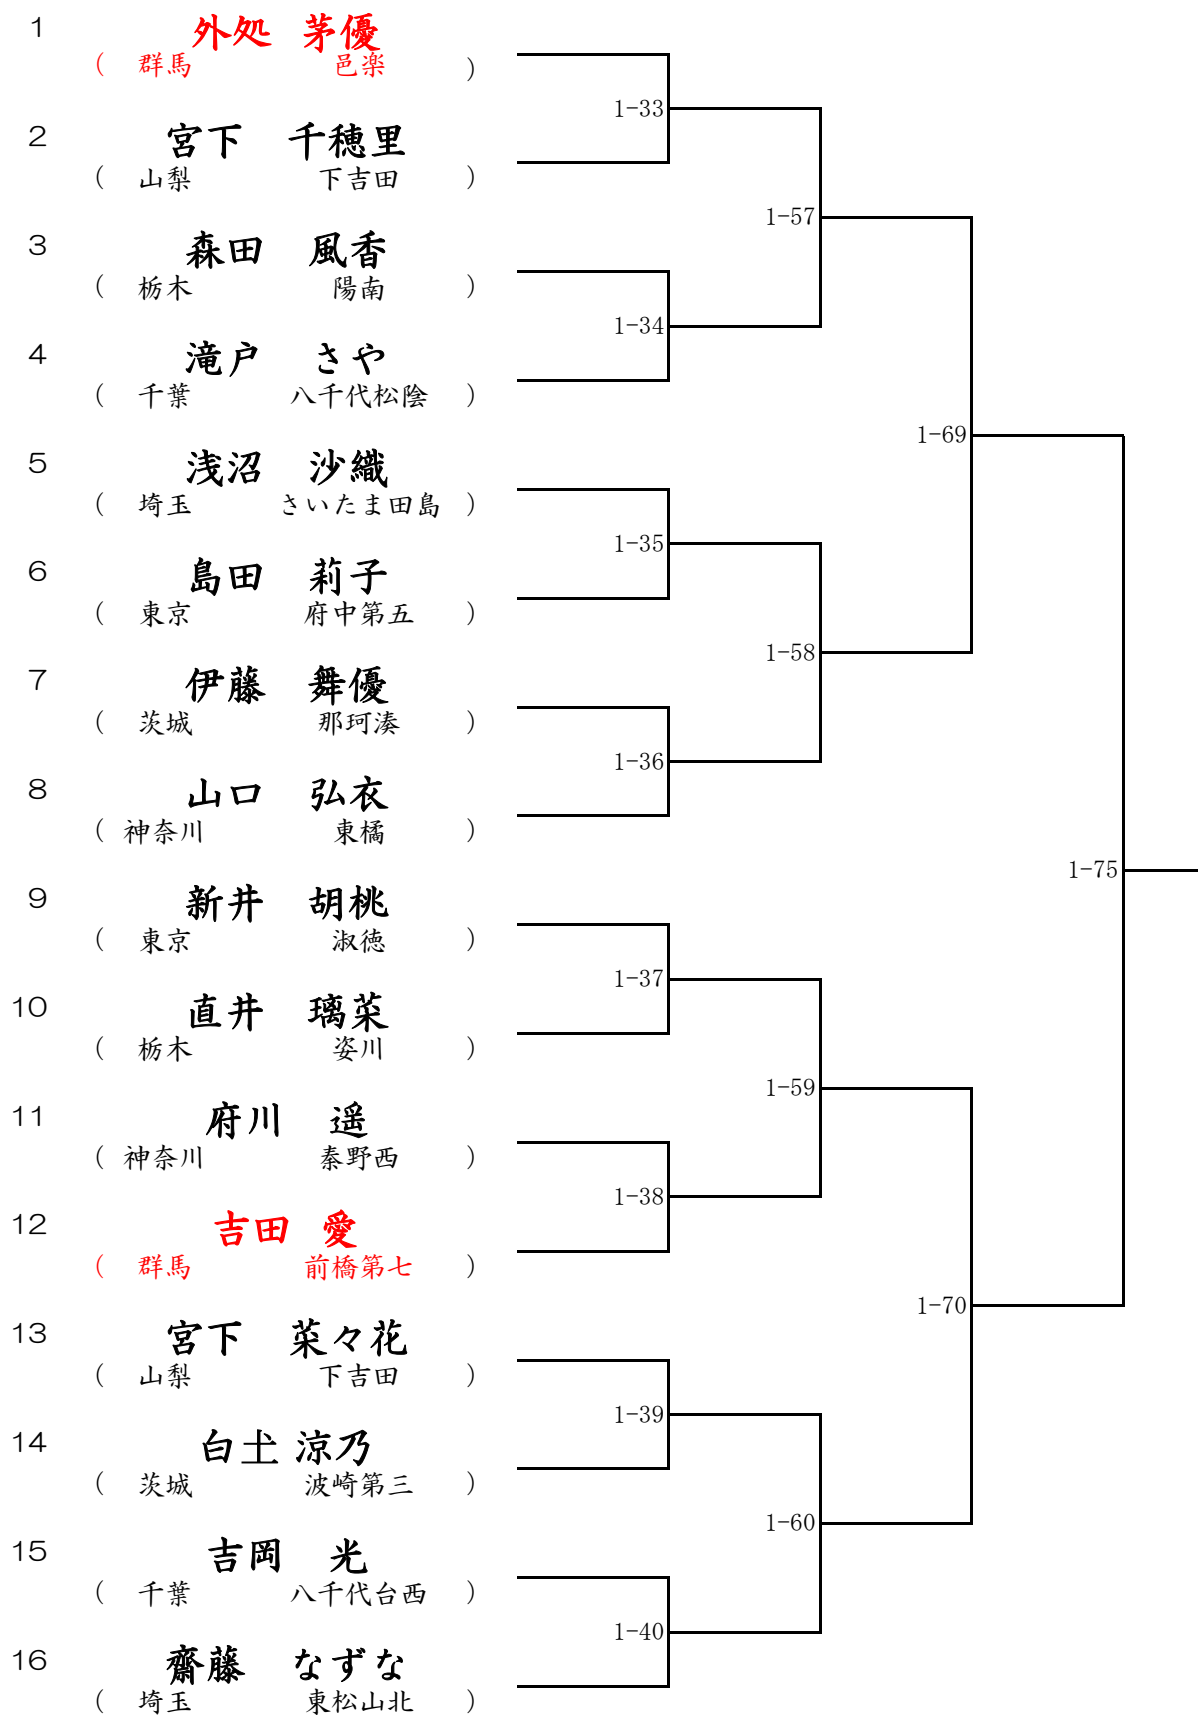 1 外処 茅優
( 群馬 邑楽 )
1-33
2 宮下 千穂里
( 山梨 下吉田 )
1-57
3 森田 風香
( 栃木 陽南 )
1-34
4 滝戸 さや
( 千葉 八千代松陰 )
1-69
5 浅沼 沙織
( 埼玉 さいたま田島 )
1-35
6 島田 莉子
( 東京 府中第五 )
1-58
7 伊藤 舞優
( 茨城 那珂湊 )
1-36
8 山口 弘衣
( 神奈川 東橘 )
1-75
9 新井 胡桃
( 東京 淑徳 )
1-37
10 直井 璃菜
( 栃木 姿川 )
1-59
11 府川 遥
( 神奈川 秦野西 )
1-38
12 吉田 愛
( 群馬 前橋第七 )
1-70
13 宮下 菜々花
( 山梨 下吉田 )
1-39
14 白土 涼乃
( 茨城 波崎第三 )
1-60
15 吉岡 光
( 千葉 八千代台西 )
1-40
16 齋藤 なずな
( 埼玉 東松山北 )